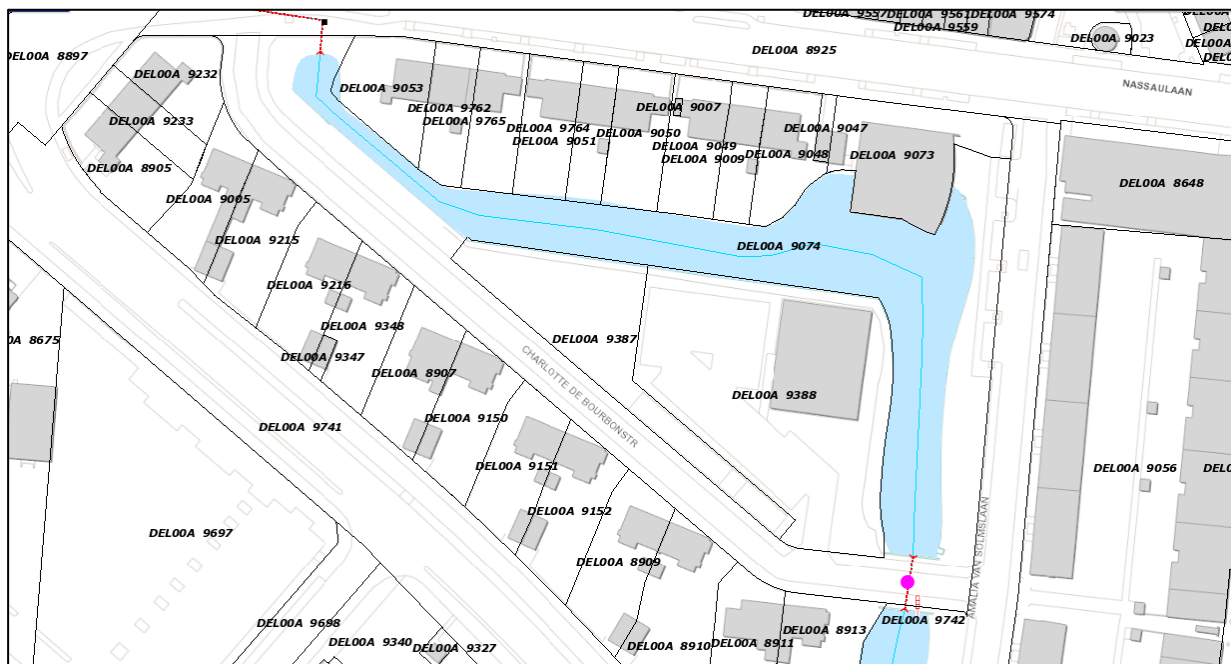 DEL00A 9557
DEL00A 9561
DEL00A 9574
DEL00A 9559
DEL00A 9023
DEL00A 8925
DEL00A 8897
DEL00A 9232
DEL00A 9053
NASSAULAAN
DEL00A 9762
DEL00A 9007
DEL00A 9233
DEL00A 9765
DEL00A 9764
DEL00A 9050
DEL00A 9047
DEL00A 9051
DEL00A 9049
DEL00A 9048
DEL00A 9073
DEL00A 9009
DEL00A 8905
DEL00A 8648
DEL00A 9005
DEL00A 9215
DEL00A 9074
DEL00A 9216
DEL00A 9348
DEL00A 9387
0A 8675
DEL00A 9347
CHARLOTTE DE BOURBONSTR
DEL00A 8907
DEL00A 9388
DEL00A 9150
DEL00A 9741
DEL00A 9151
DEL00A 9056
DEL00A 9152
DEL00A 9697
AMALIA VAN SOLMSLAAN
DEL00A 8909
DEL00A 9698
DEL00A 9742
DEL00A 8913
DEL00A 9340
DEL00A 9327
DEL00A 8910
DEL00A 8911